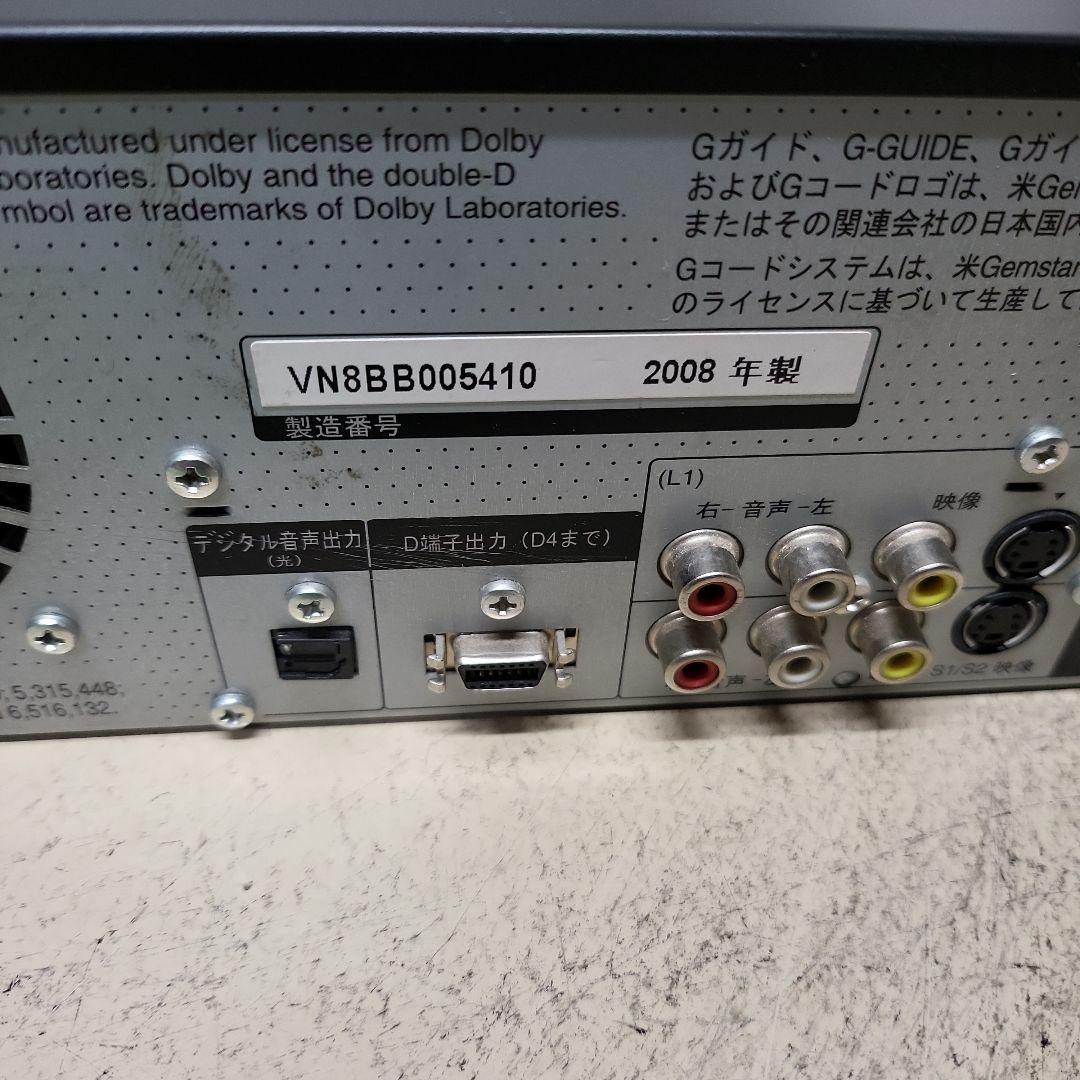 nufactured under license from Dolby
boratories. Dolby and the double-D
mbol are trademarks of Dolby Laboratories.
Gガイド、G-GUIDE、Gガイ
およびGコードロゴは、米Gem
またはその関連会社の日本国内
Gコードシステムは、米Gemstar
のライセンスに基づいて生産して
VN8BB005410 2008 年製
製造番号
(L1)
右- 音声 -左 映像
デジタル音声出力
(光)
D端子出力（D4まで）
S1/S2 映像
5,315,448;
6,516,132.